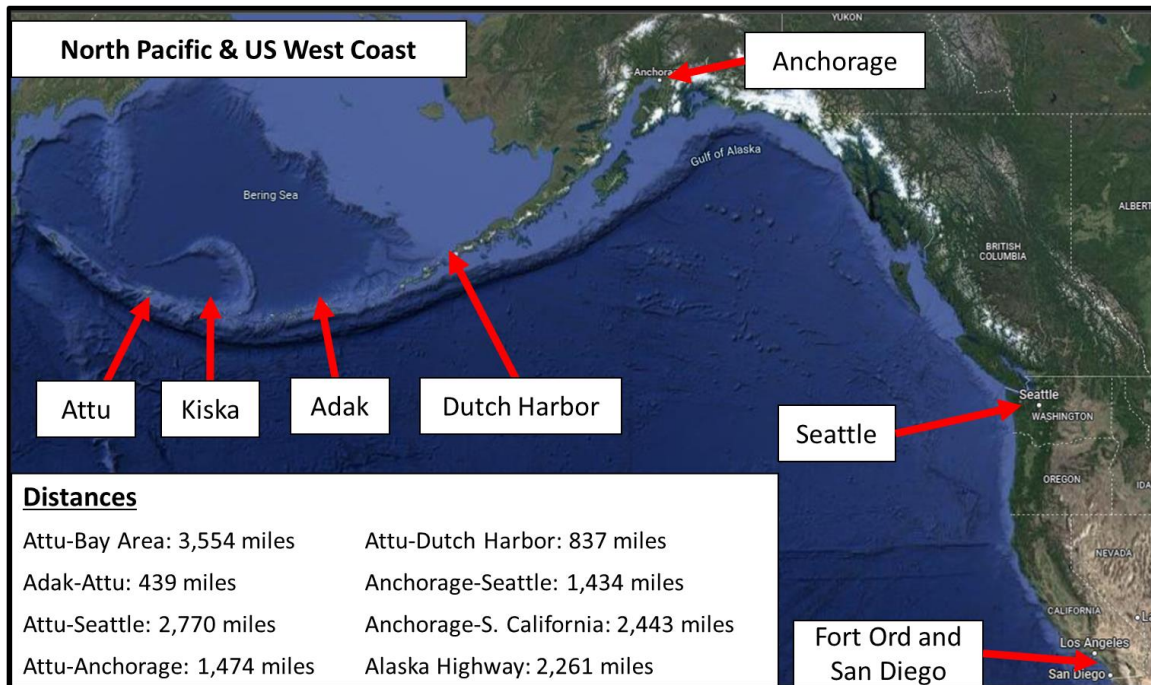 North Pacific & US West Coast
YUKON
Anchorage
Gulf of Alaska
Bering Sea
BRITISH
COLUMBIA
Attu
Kiska
Adak
Dutch Harbor
Seattle
Seattle
WASHINGTON
OREGON
NEVADA
CALIFORNIA
Los Angeles
San Diego
Fort Ord and
San Diego
Distances
Attu-Bay Area: 3,554 miles
Adak-Attu: 439 miles
Attu-Seattle: 2,770 miles
Attu-Anchorage: 1,474 miles
Attu-Dutch Harbor: 837 miles
Anchorage-Seattle: 1,434 miles
Anchorage-S. California: 2,443 miles
Alaska Highway: 2,261 miles